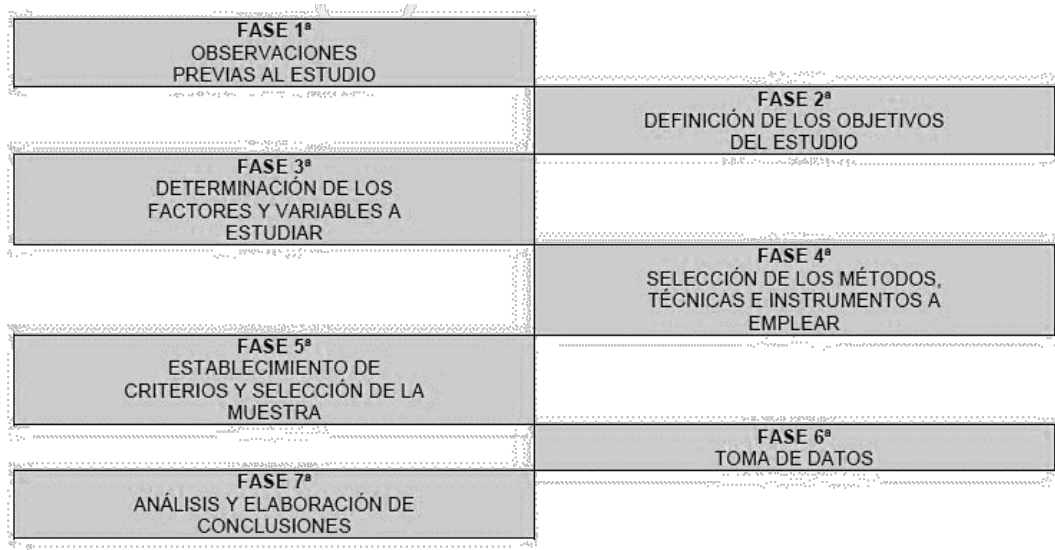 FASE 1ª
OBSERVACIONES
PREVIAS AL ESTUDIO
FASE 2ª
DEFINICIÓN DE LOS OBJETIVOS
DEL ESTUDIO
FASE 3ª
DETERMINACIÓN DE LOS
FACTORES Y VARIABLES A
ESTUDIAR
FASE 4ª
SELECCIÓN DE LOS MÉTODOS,
TÉCNICAS E INSTRUMENTOS A
EMPLEAR
FASE 5ª
ESTABLECIMIENTO DE
CRITERIOS Y SELECCIÓN DE LA
MUESTRA
FASE 6ª
TOMA DE DATOS
FASE 7ª
ANÁLISIS Y ELABORACIÓN DE
CONCLUSIONES